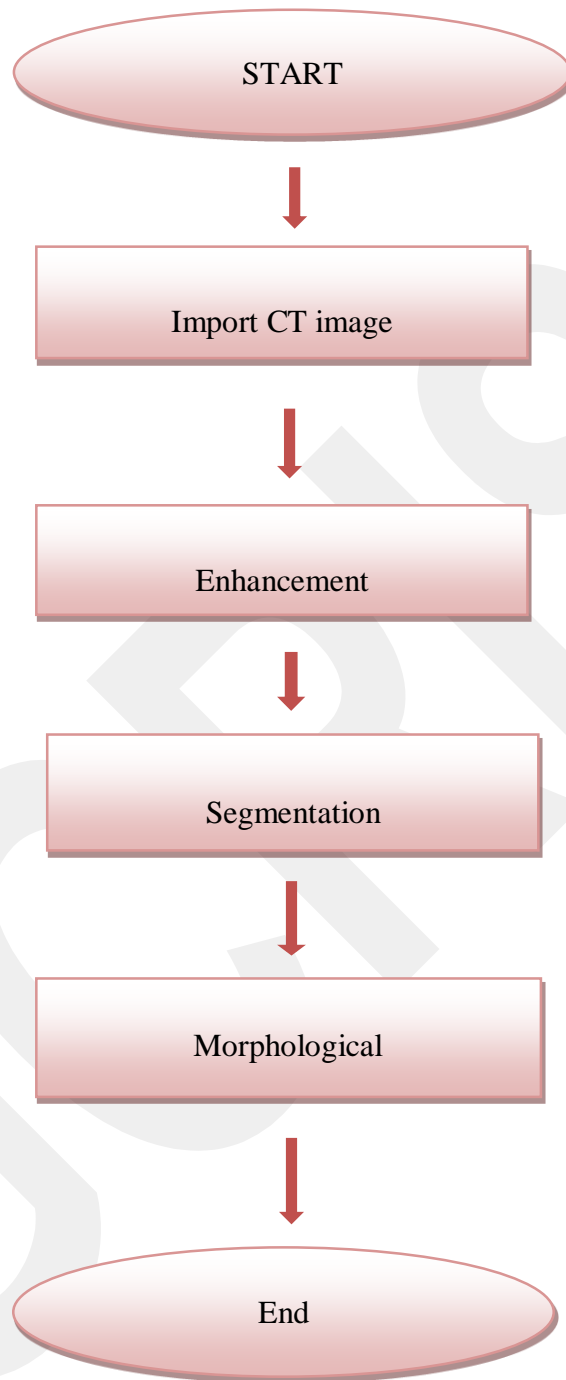 START
Import CT image
Enhancement
Segmentation
Morphological
End